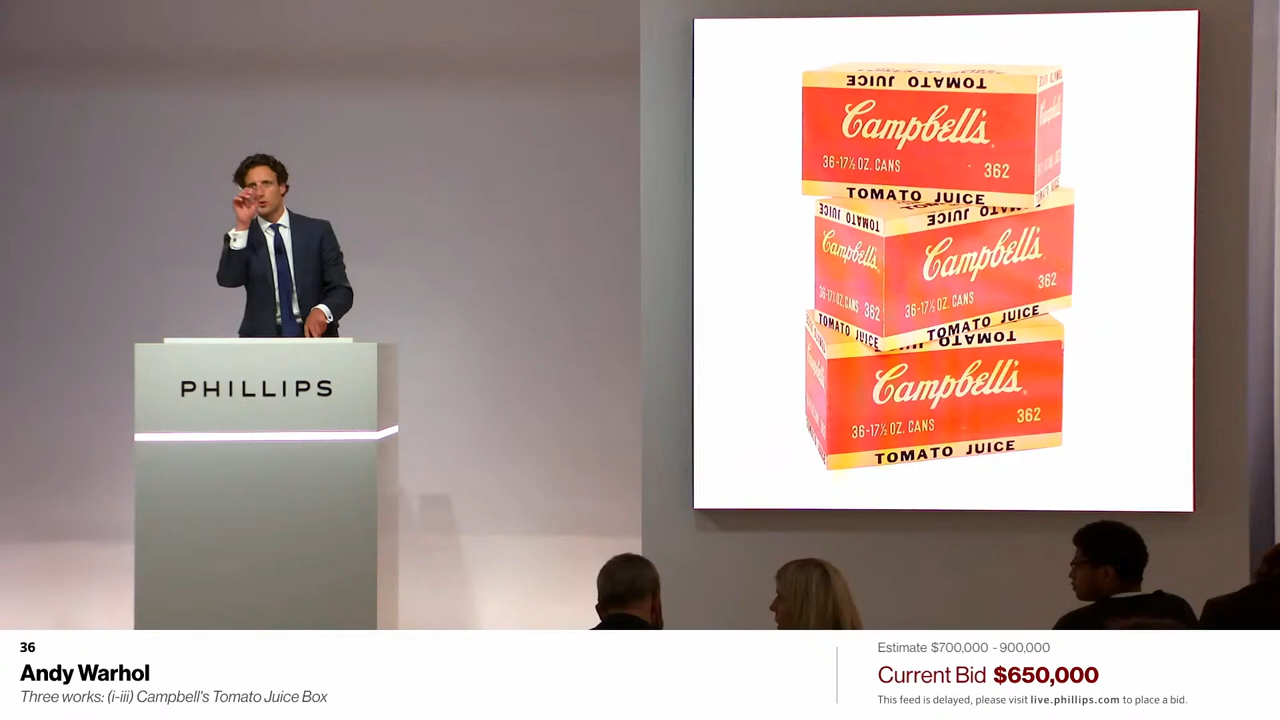 PHILLIPS
TOMATO JUICE
Campbell's
36-17½ OZ. CANS
362
TOMATO JUICE
JUICE
TOMATO JUICE
Campbell's
Campbell's
36-17½ OZ. CANS 362
36-17½ OZ. CANS
362
TOMATO JUICE
TOMATO JUICE
TOMATO
Campbell's
362
36-17½ OZ. CANS
TOMATO JUICE
36
Andy Warhol
Three works: (i-iii) Campbell's Tomato Juice Box
Estimate $700,000 - 900,000
Current Bid $650,000
This feed is delayed, please visit live.phillips.com to place a bid.